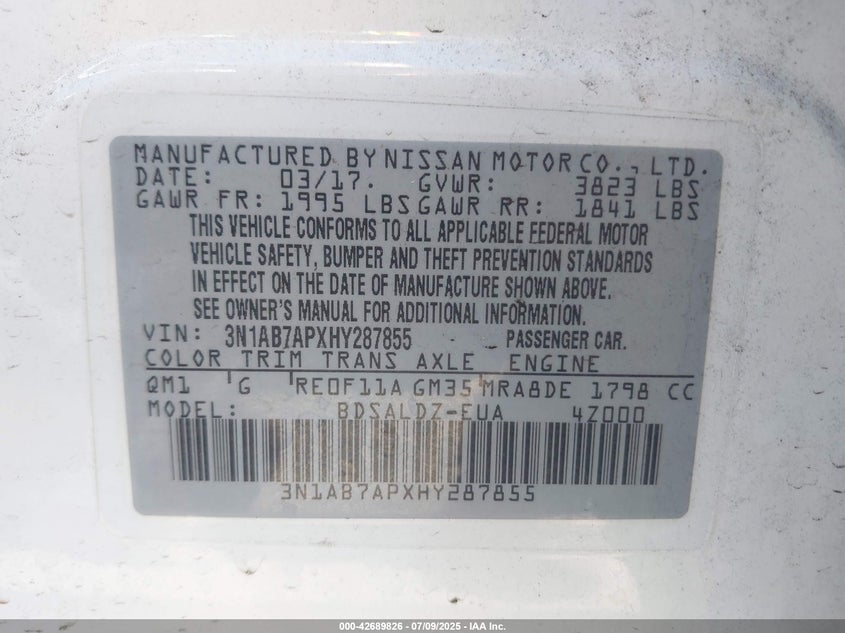 MANUFACTURED BY NISSAN MOTOR CO., LTD.
DATE: 03/17. GVWR: 3823 LBS
GAWR FR: 1995 LBS GAWR RR: 1841 LBS
THIS VEHICLE CONFORMS TO ALL APPLICABLE FEDERAL MOTOR
VEHICLE SAFETY, BUMPER AND THEFT PREVENTION STANDARDS
IN EFFECT ON THE DATE OF MANUFACTURE SHOWN ABOVE.
SEE OWNER'S MANUAL FOR ADDITIONAL INFORMATION.
VIN: 3N1AB7APXHY287855 PASSENGER CAR.
COLOR TRIM TRANS AXLE ENGINE
QM1 G RE0F11A GM35 MRA8DE 1798 CC
MODEL: BDSALDZ-EUA 4Z000
3N1AB7APXHY287855
000-42689826 / 07/09/2025 - IAA Inc.